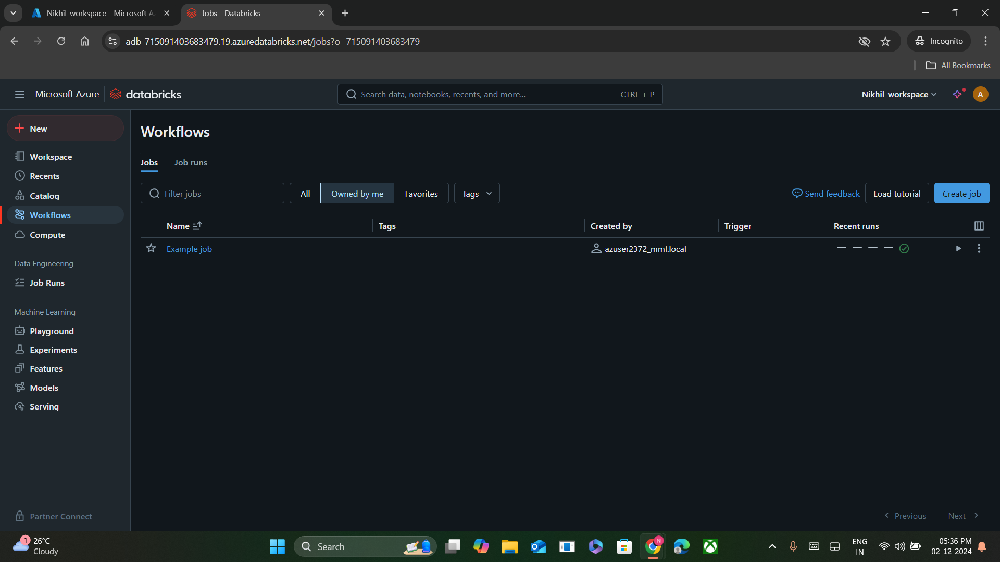 Nikhil_workspace - Microsoft A
Jobs - Databricks
adb-715091403683479.19.azuredatabricks.net/jobs?o=715091403683479
Incognito
All Bookmarks
Microsoft Azure
databricks
Search data, notebooks, recents, and more...
CTRL + P
Nikhil_workspace
A
New
Workspace
Recents
Catalog
Workflows
Compute
Data Engineering
Job Runs
Machine Learning
Playground
Experiments
Features
Models
Serving
Partner Connect
Workflows
Jobs
Job runs
Filter jobs
All
Owned by me
Favorites
Tags
Send feedback
Load tutorial
Create job
Name
Tags
Created by
Trigger
Recent runs
Example job
azuser2372_mml.local
Previous
Next
1
26°C
Cloudy
Search
N
ENG
IN
05:36 PM
02-12-2024